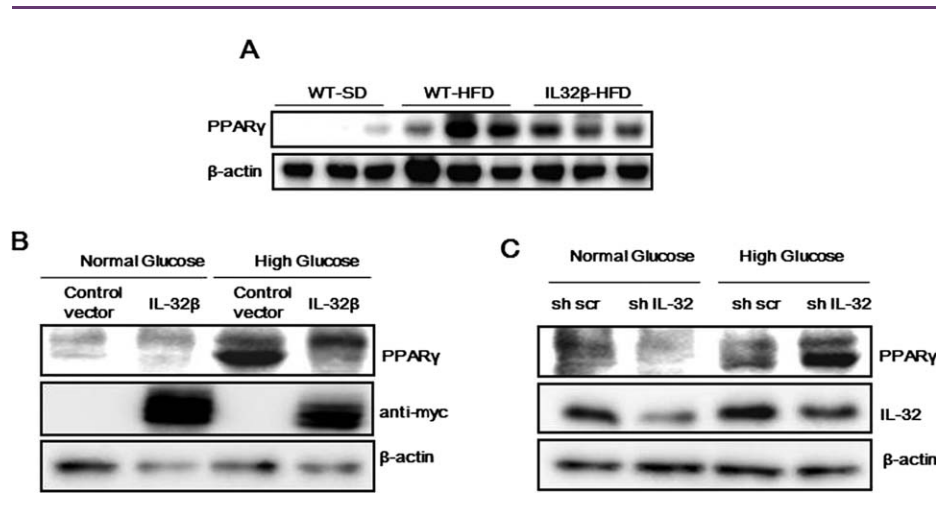 A
WT-SD WT-HFD IL32β-HFD
PPARγ
β-actin
B
Normal Glucose High Glucose
Control vector IL-32β Control vector IL-32β
PPARγ
anti-myc
β-actin
C
Normal Glucose High Glucose
sh scr sh IL-32 sh scr sh IL-32
PPARγ
IL-32
β-actin